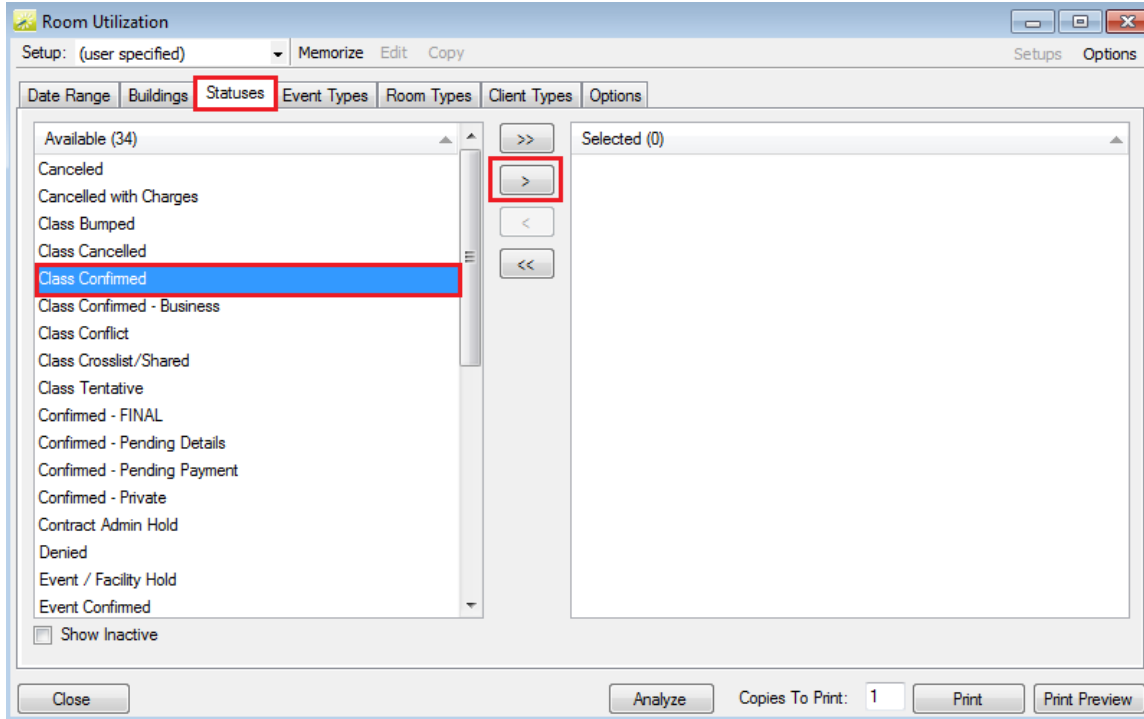 Room Utilization
Setup: (user specified) Memorize Edit Copy Setups Options
Date Range Buildings Statuses Event Types Room Types Client Types Options
Available (34) >> Selected (0)
Canceled
>
Cancelled with Charges
Class Bumped <
Class Cancelled
<<
Class Confirmed
Class Confirmed - Business
Class Conflict
Class Crosslist/Shared
Class Tentative
Confirmed - FINAL
Confirmed - Pending Details
Confirmed - Pending Payment
Confirmed - Private
Contract Admin Hold
Denied
Event / Facility Hold
Event Confirmed
Show Inactive
Close Analyze Copies To Print: 1 Print Print Preview